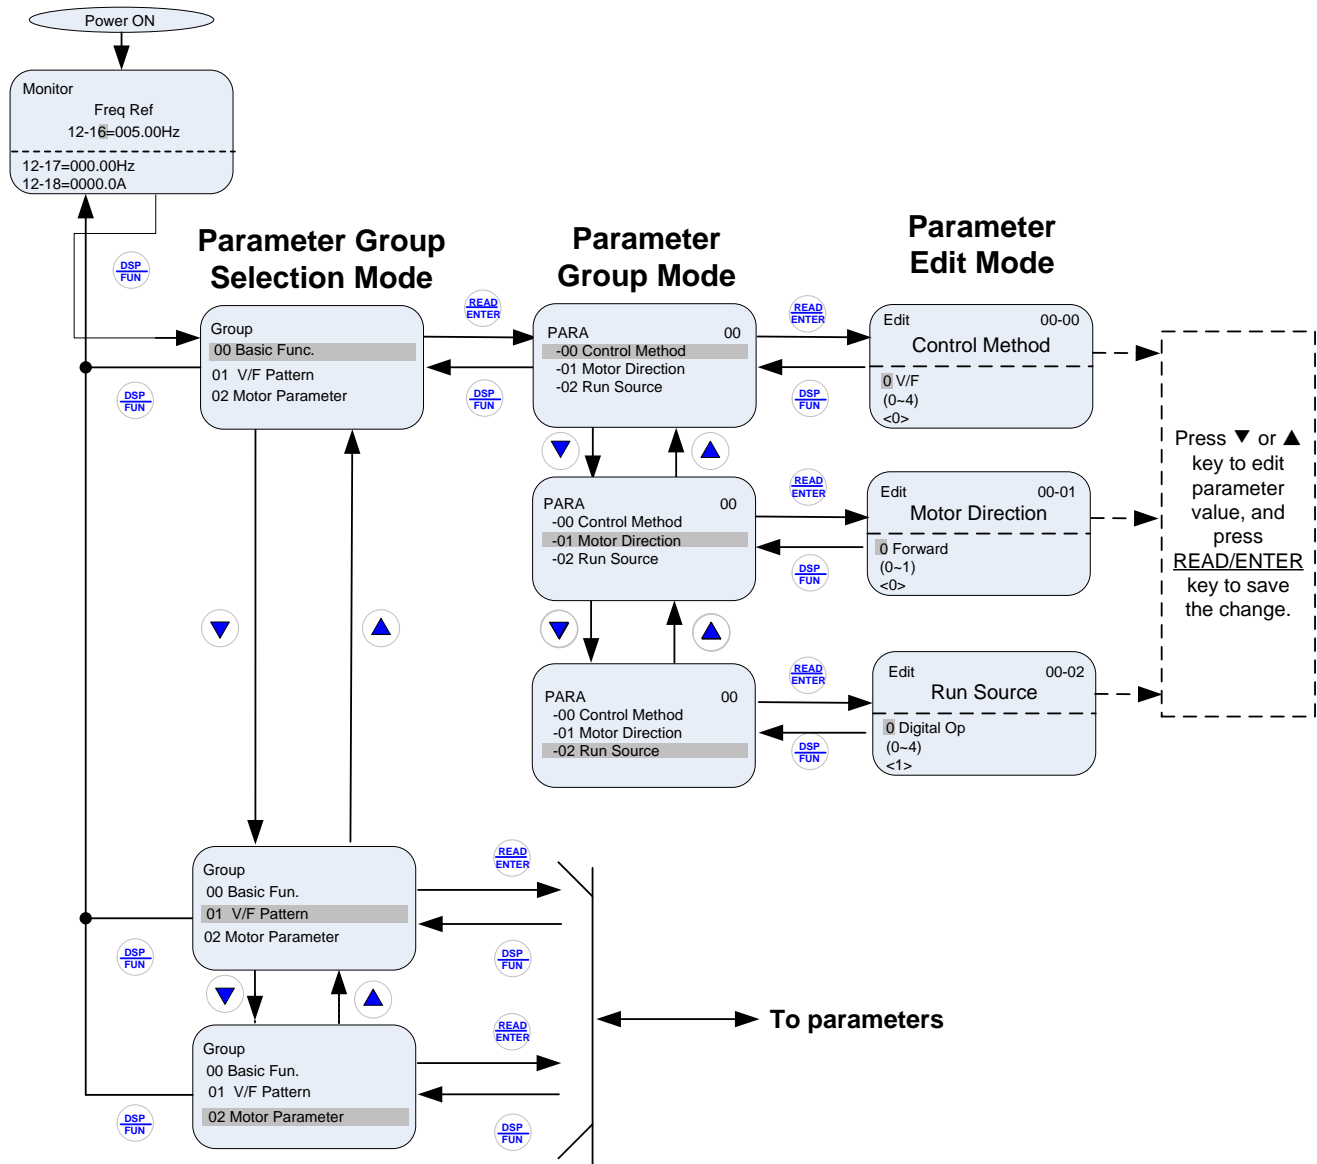 Power ON
Monitor
Freq Ref
12-16=005.00Hz
12-17=000.00Hz
12-18=0000.0A
DSP
FUN
Parameter Group
Selection Mode
Parameter
Group Mode
Parameter
Edit Mode
Group
00 Basic Func.
01 V/F Pattern
02 Motor Parameter
READ
ENTER
DSP
FUN
DSP
FUN
PARA 00
-00 Control Method
-01 Motor Direction
-02 Run Source
READ
ENTER
DSP
FUN
Edit 00-00
Control Method
0 V/F
(0~4)
<0>
PARA 00
-00 Control Method
-01 Motor Direction
-02 Run Source
READ
ENTER
DSP
FUN
Edit 00-01
Motor Direction
0 Forward
(0~1)
<0>
PARA 00
-00 Control Method
-01 Motor Direction
-02 Run Source
READ
ENTER
DSP
FUN
Edit 00-02
Run Source
0 Digital Op
(0~4)
<1>
Press ▼ or ▲
key to edit
parameter
value, and
press
READ/ENTER
key to save
the change.
Group
00 Basic Fun.
01 V/F Pattern
02 Motor Parameter
READ
ENTER
DSP
FUN
DSP
FUN
Group
00 Basic Fun.
01 V/F Pattern
02 Motor Parameter
READ
ENTER
DSP
FUN
DSP
FUN
To parameters